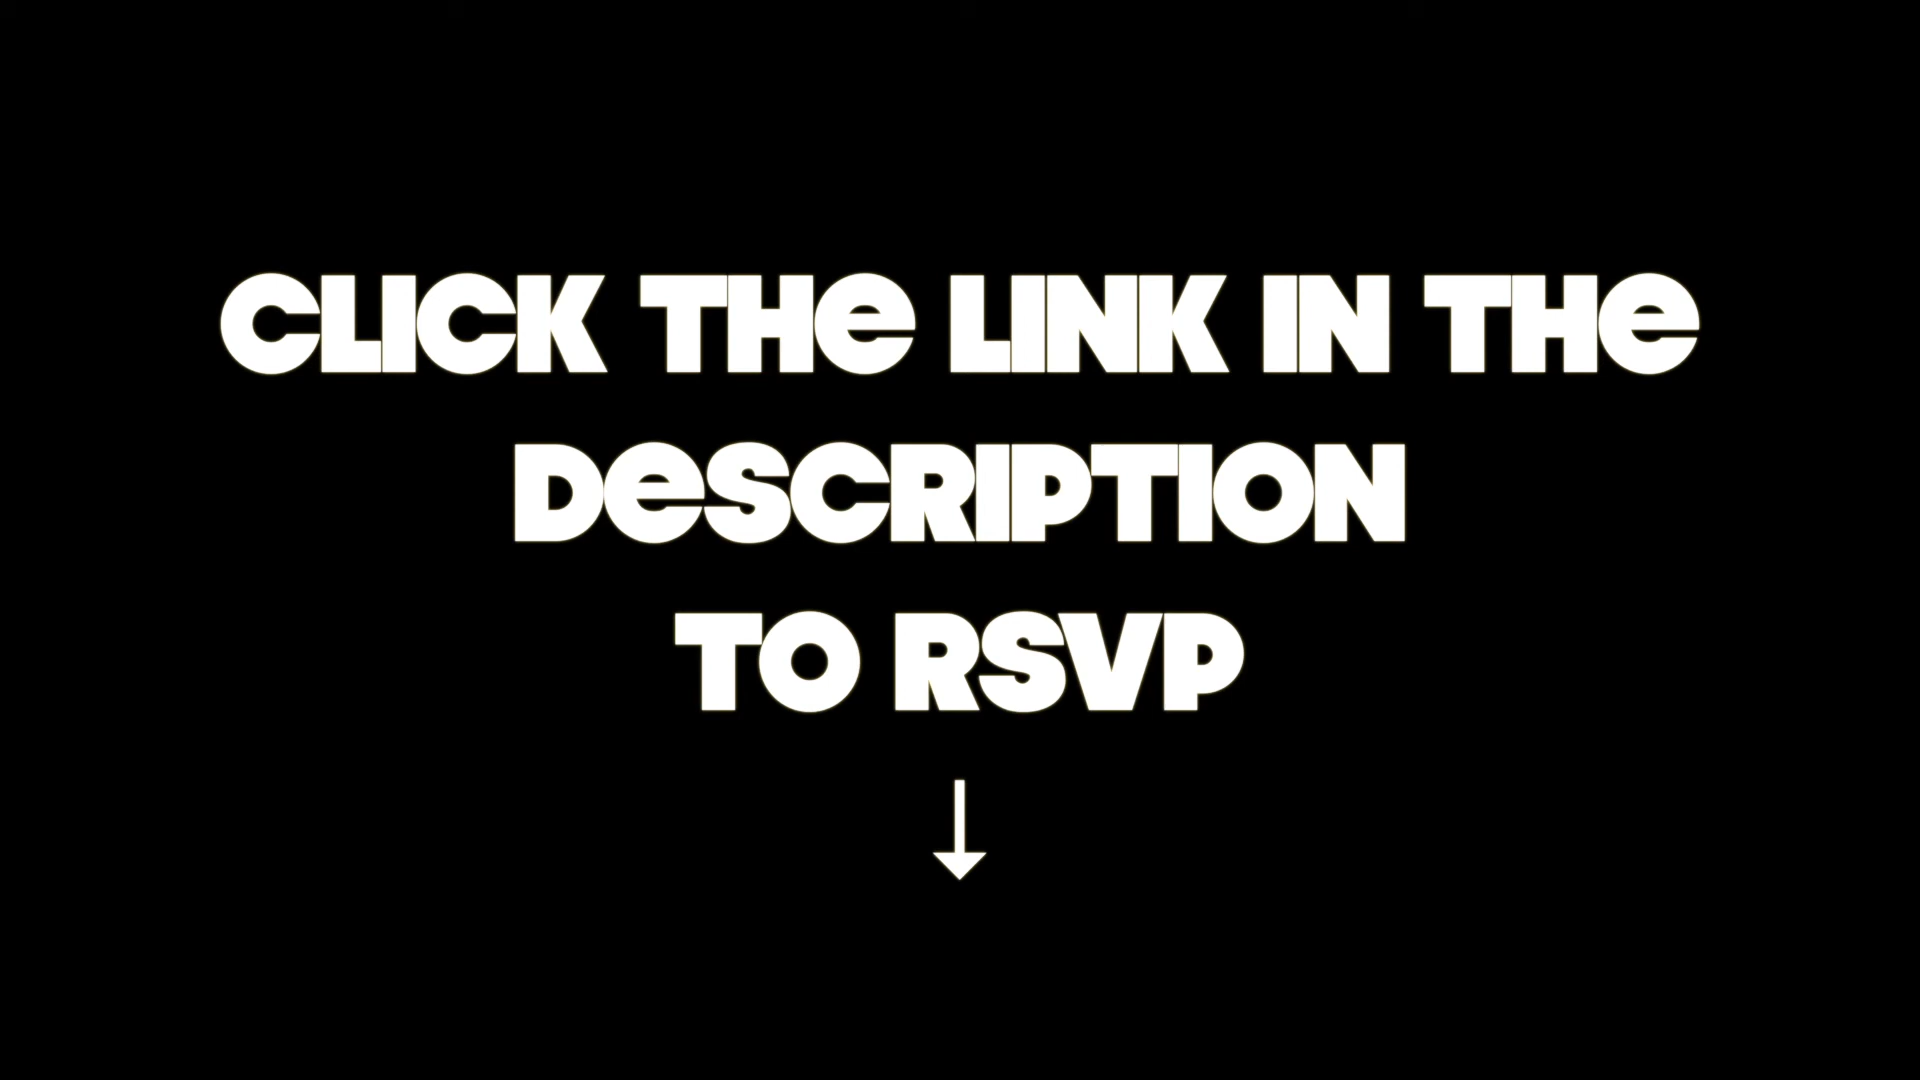 CLICK THE LINK IN THE
DESCRIPTION
TO RSVP
↓